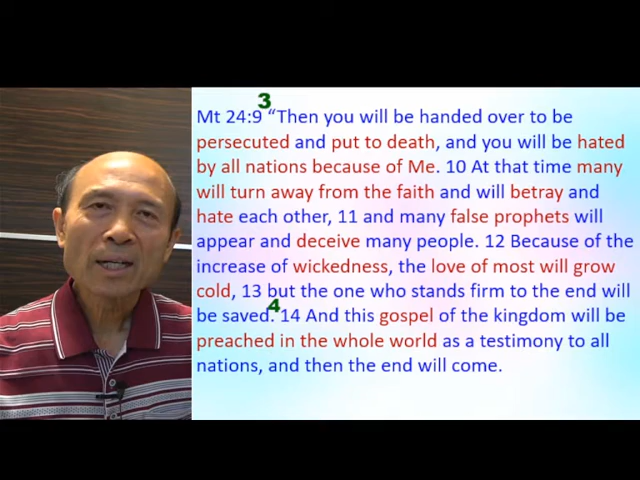 3
Mt 24:9 “Then you will be handed over to be
persecuted and put to death, and you will be hated
by all nations because of Me. 10 At that time many
will turn away from the faith and will betray and
hate each other, 11 and many false prophets will
appear and deceive many people. 12 Because of the
increase of wickedness, the love of most will grow
cold, 13 but the one who stands firm to the end will
4
be saved. 14 And this gospel of the kingdom will be
preached in the whole world as a testimony to all
nations, and then the end will come.